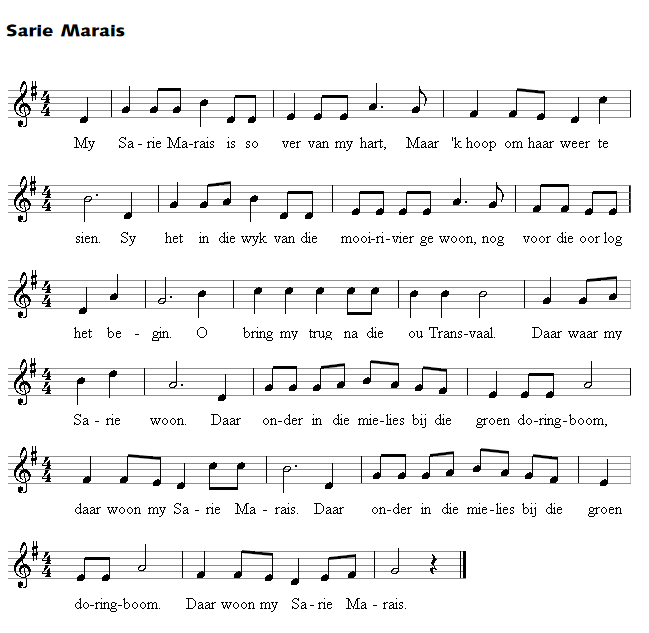 Sarie Marais
My Sa - rie Ma-rais is so ver van my hart, Maar 'k hoop om haar weer te
sien. Sy het in die wyk van die mooi-ri-vier ge woon, nog voor die oor log
het be - gin. O bring my trug na die ou Trans-vaal. Daar waar my
Sa - rie woon. Daar on-der in die mie-lies bij die groen do-ring-boom,
daar woon my Sa - rie Ma - rais. Daar on-der in die mie-lies bij die groen
do-ring-boom. Daar woon my Sa - rie Ma - rais.